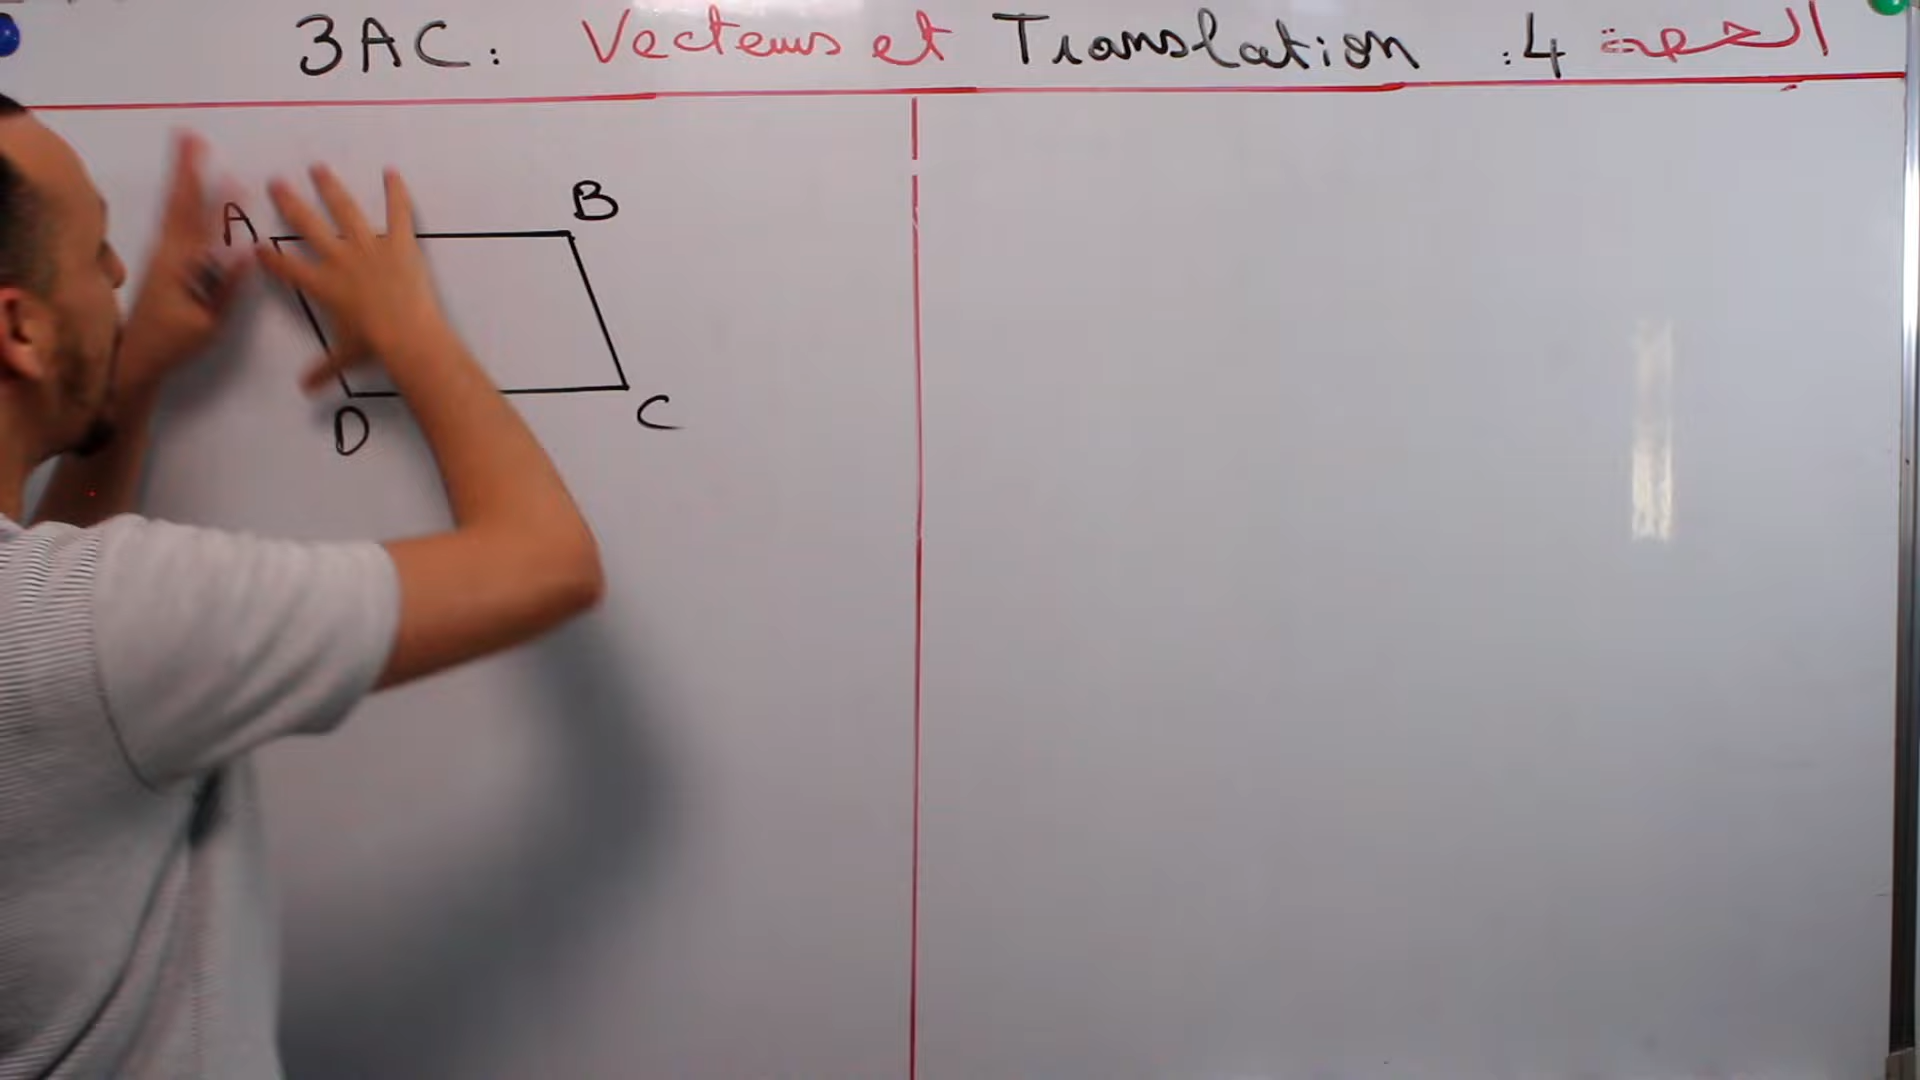 3AC: Vecteurs et Translation الحصة 4:
A
B
D
C